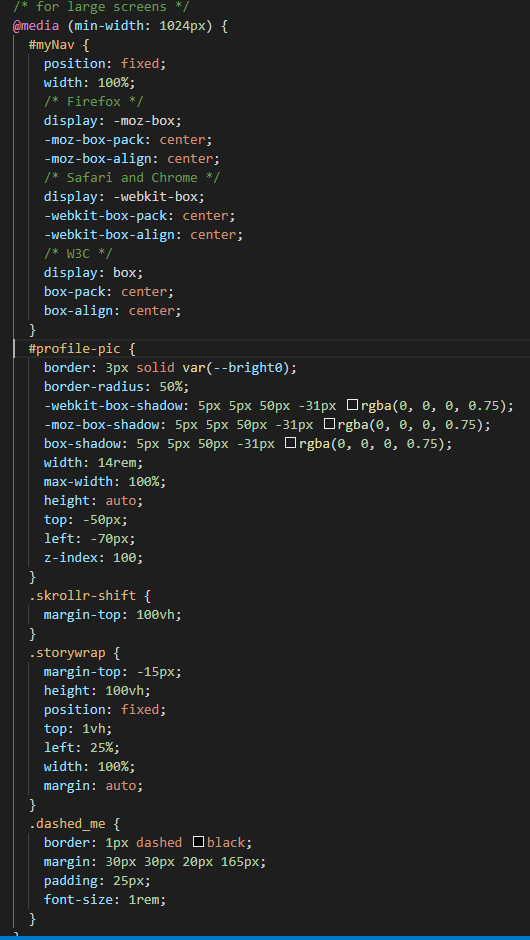 /* for large screens */
@media (min-width: 1024px) {
#myNav {
position: fixed;
width: 100%;
/* Firefox */
display: -moz-box;
-moz-box-pack: center;
-moz-box-align: center;
/* Safari and Chrome */
display: -webkit-box;
-webkit-box-pack: center;
-webkit-box-align: center;
/* W3C */
display: box;
box-pack: center;
box-align: center;
}
#profile-pic {
border: 3px solid var(--bright0);
border-radius: 50%;
-webkit-box-shadow: 5px 5px 50px -31px rgba(0, 0, 0, 0.75);
-moz-box-shadow: 5px 5px 50px -31px rgba(0, 0, 0, 0.75);
box-shadow: 5px 5px 50px -31px rgba(0, 0, 0, 0.75);
width: 14rem;
max-width: 100%;
height: auto;
top: -50px;
left: -70px;
z-index: 100;
}
.skrollr-shift {
margin-top: 100vh;
}
.storywrap {
margin-top: -15px;
height: 100vh;
position: fixed;
top: 1vh;
left: 25%;
width: 100%;
margin: auto;
}
.dashed_me {
border: 1px dashed black;
margin: 30px 30px 20px 165px;
padding: 25px;
font-size: 1rem;
}
}